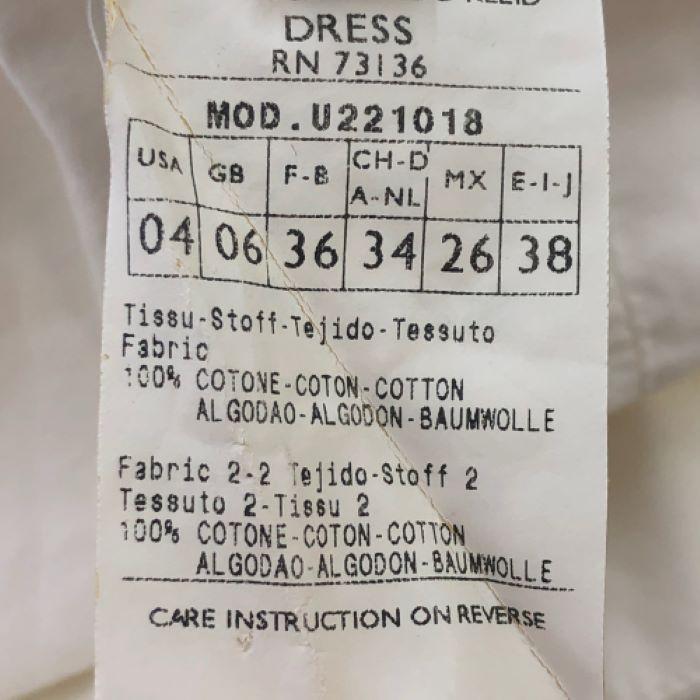 DRESS
RN 73136
MOD.U221018
USA GB F-B CH-D A-NL MX E-I-J
04 06 36 34 26 38
Tissu-Stoff-Tejido-Tessuto
Fabric
100% COTONE-COTON-COTTON
ALGODAO-ALGODON-BAUMWOLLE
Fabric 2-2 Tejido-Stoff 2
Tessuto 2-Tissu 2
100% COTONE-COTON-COTTON
ALGODAO-ALGODON-BAUMWOLLE
CARE INSTRUCTION ON REVERSE